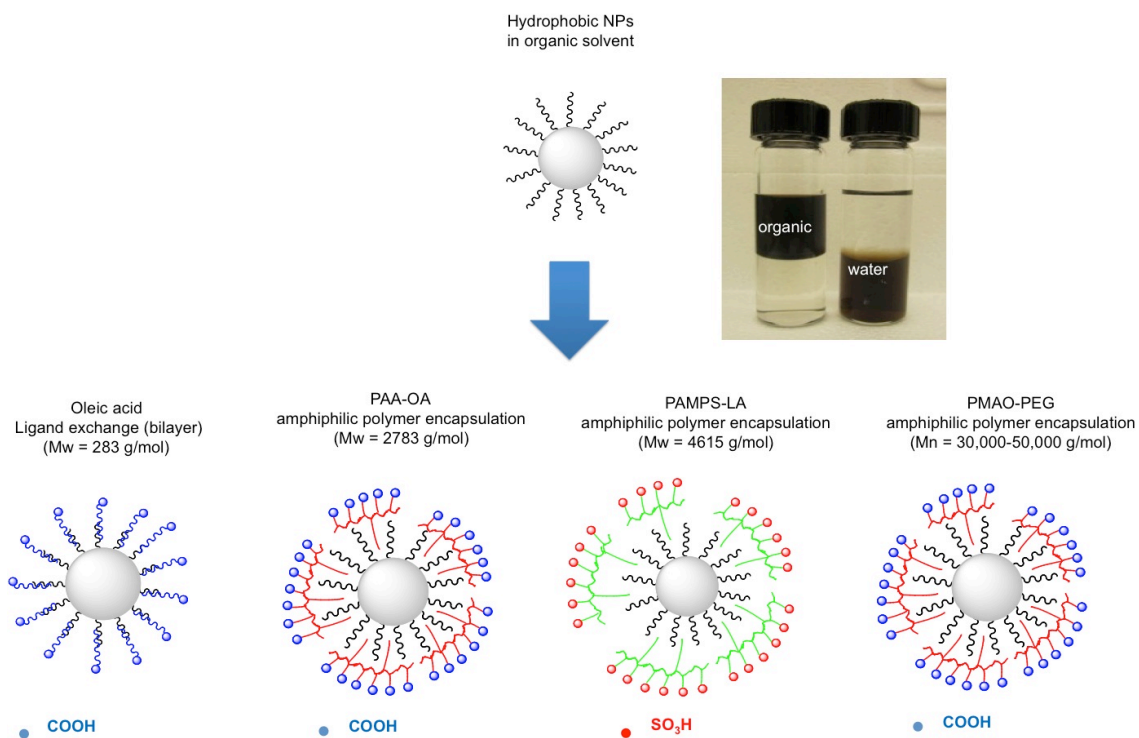 Hydrophobic NPs
in organic solvent
organic
water
Oleic acid
Ligand exchange (bilayer)
(Mw = 283 g/mol)
PAA-OA
amphiphilic polymer encapsulation
(Mw = 2783 g/mol)
PAMPS-LA
amphiphilic polymer encapsulation
(Mw = 4615 g/mol)
PMAO-PEG
amphiphilic polymer encapsulation
(Mn = 30,000-50,000 g/mol)
COOH
COOH
SO₃H
COOH